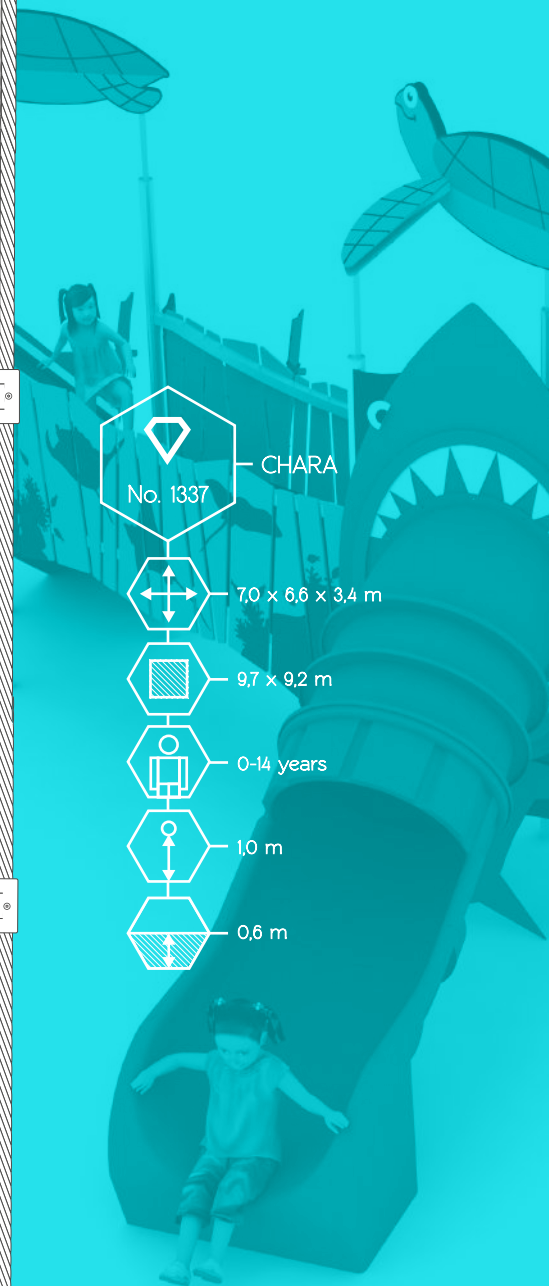 CHARA
No. 1337
7,0 x 6,6 x 3,4 m
9,7 x 9,2 m
0-14 years
1,0 m
0,6 m